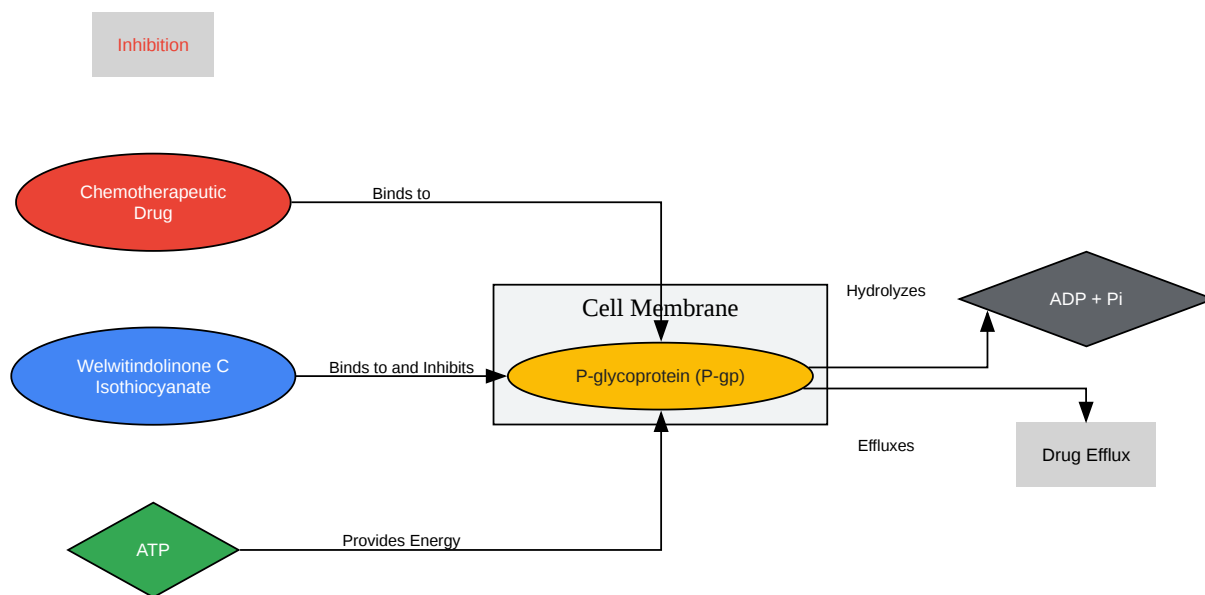 Inhibition
Chemotherapeutic
Drug
Binds to
Hydrolyzes
ADP + Pi
Cell Membrane
Welwitindolinone C
Isothiocyanate
Binds to and Inhibits
P-glycoprotein (P-gp)
Effluxes
Drug Efflux
ATP
Provides Energy